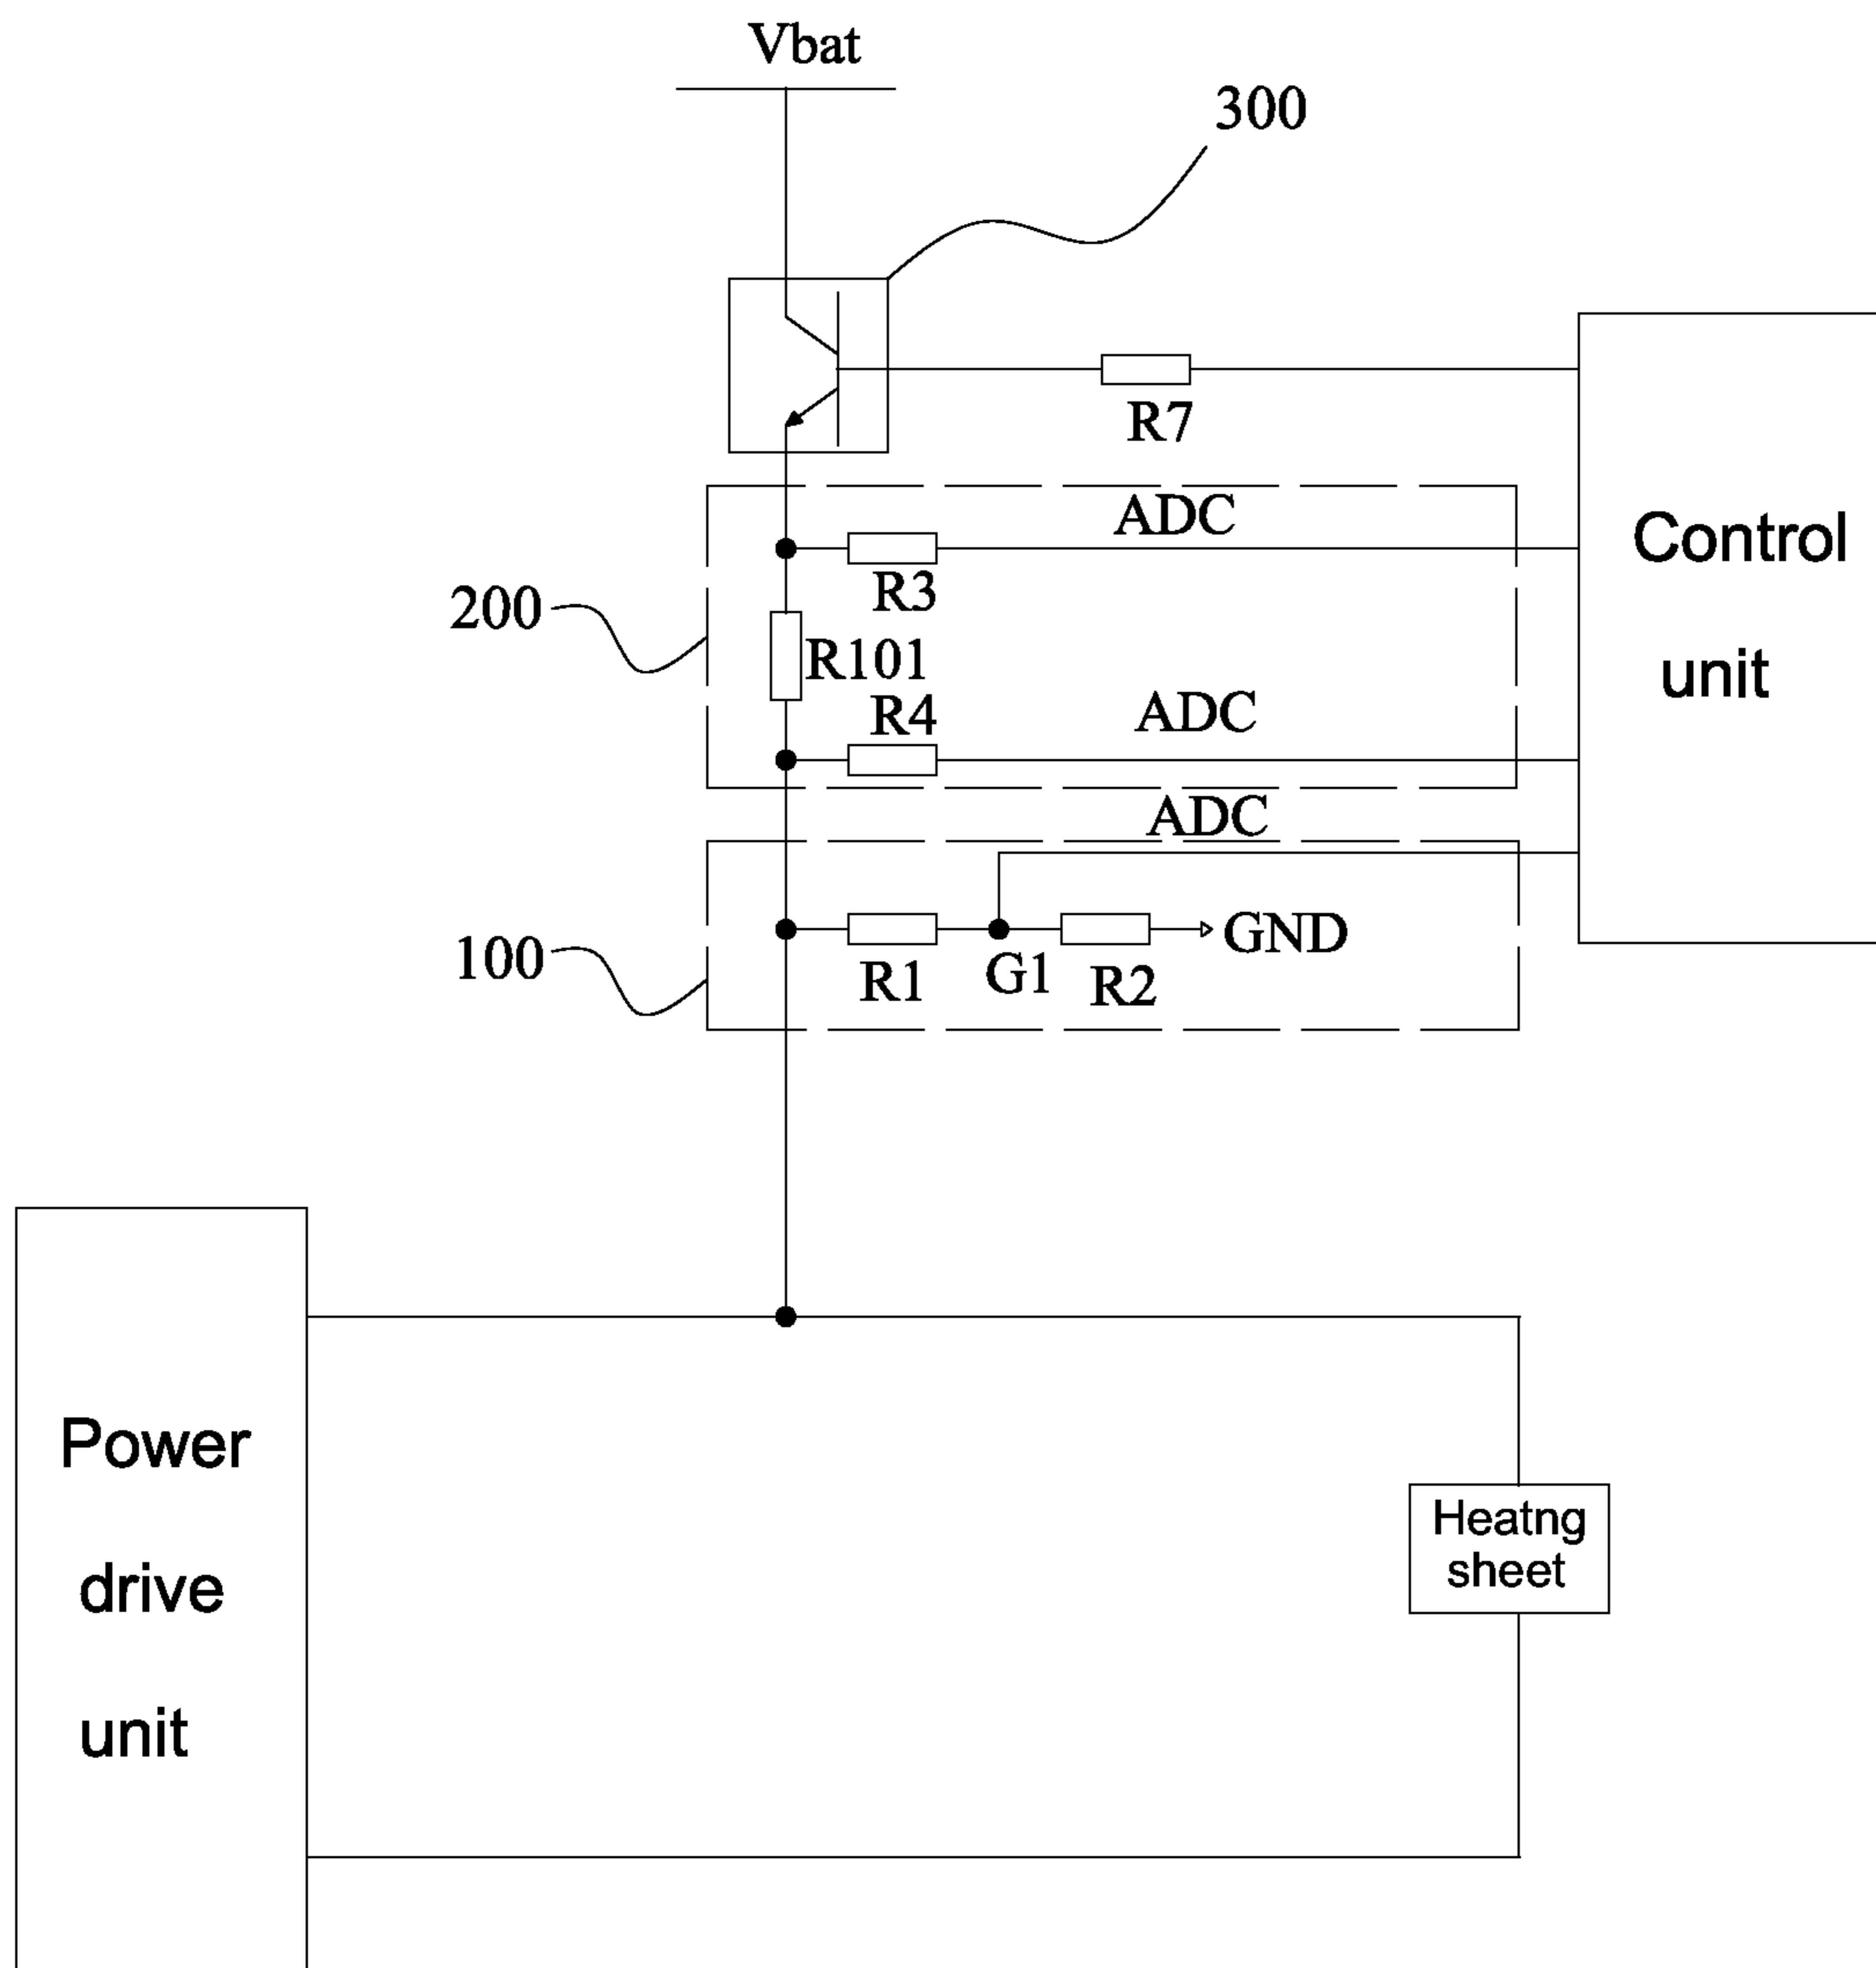 Vbat
300
R7
ADC
R3
200
R101
R4
ADC
ADC
Control
unit
100
R1
G1
R2
GND
Power
drive
unit
Heatng
sheet